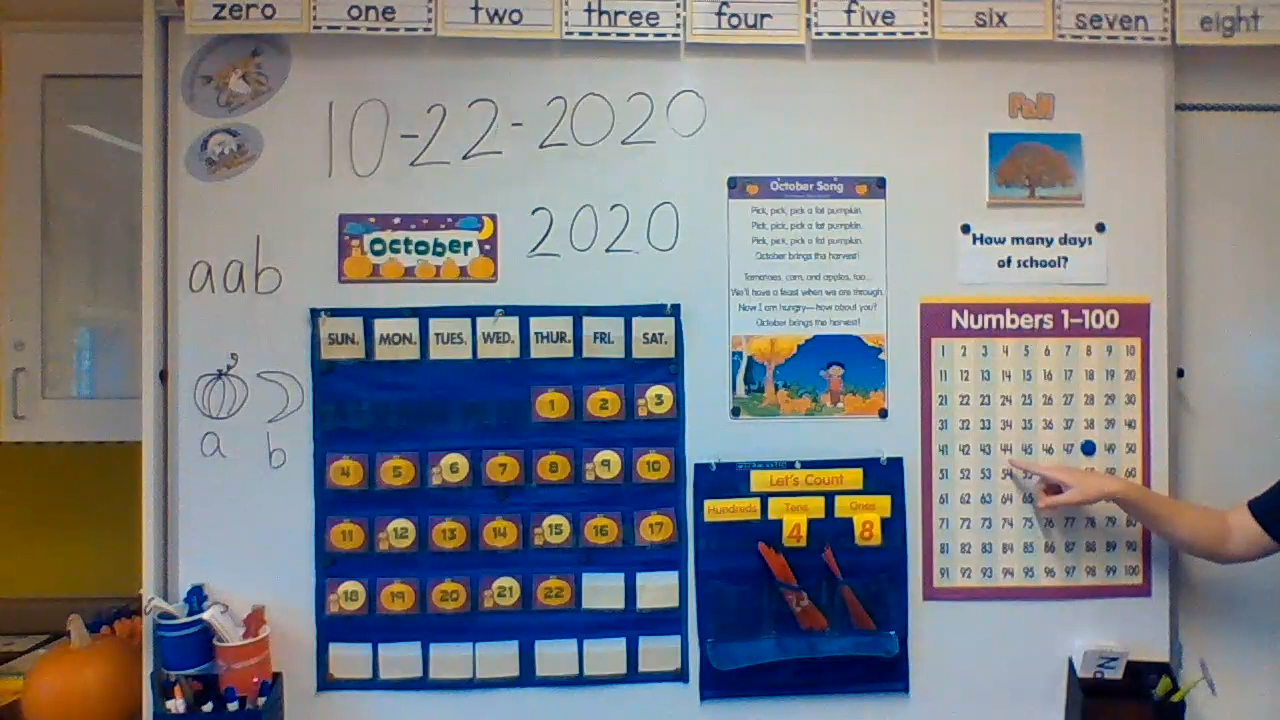 zero one two three four five six seven eight
10-22-2020
Fall
October
2020
aab
a b
October Song
Pick, pick, pick a fat pumpkin.
Pick, pick, pick a fat pumpkin.
Pick, pick, pick a fat pumpkin.
October brings the harvest!
Tomatoes, corn, and apples, too...
We'll have a feast when we are through.
Now I am hungry—how about you?
October brings the harvest!
How many days
of school?
SUN. MON. TUES. WED. THUR. FRI. SAT.
1 2 3
4 5 6 7 8 9 10
11 12 13 14 15 16 17
18 19 20 21 22
Let's Count
Hundreds Tens Ones
4 8
Numbers 1–100
1 2 3 4 5 6 7 8 9 10
11 12 13 14 15 16 17 18 19 20
21 22 23 24 25 26 27 28 29 30
31 32 33 34 35 36 37 38 39 40
41 42 43 44 45 46 47 49 50
51 52 53 54 60
61 62 63 64 65 70
71 72 73 74 75 76 77 78 79 80
81 82 83 84 85 86 87 88 89 90
91 92 93 94 95 96 97 98 99 100